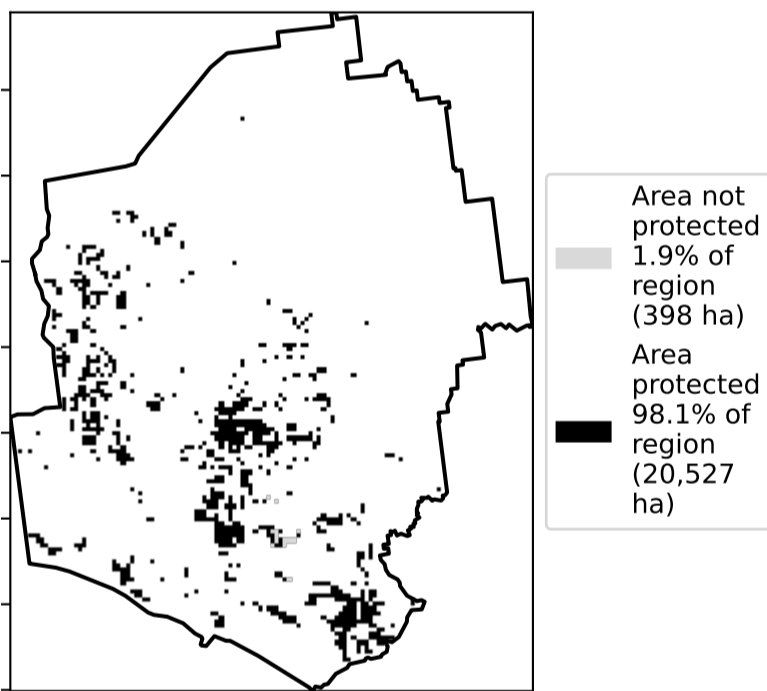 Area not
protected
1.9% of
region
(398 ha)
Area
protected
98.1% of
region
(20,527
ha)